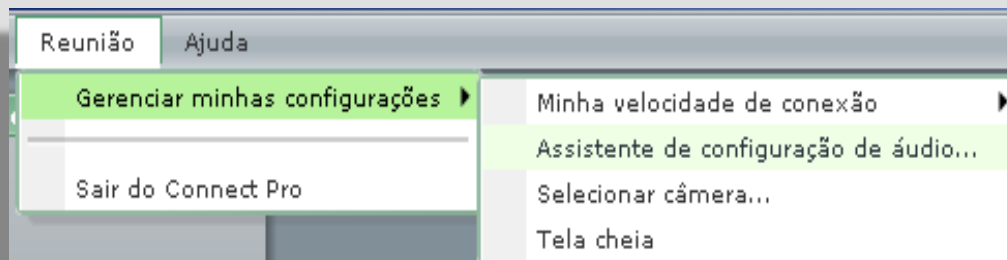 Reunião Ajuda
Gerenciar minhas configurações
Sair do Connect Pro
Minha velocidade de conexão
Assistente de configuração de áudio...
Selecionar câmera...
Tela cheia